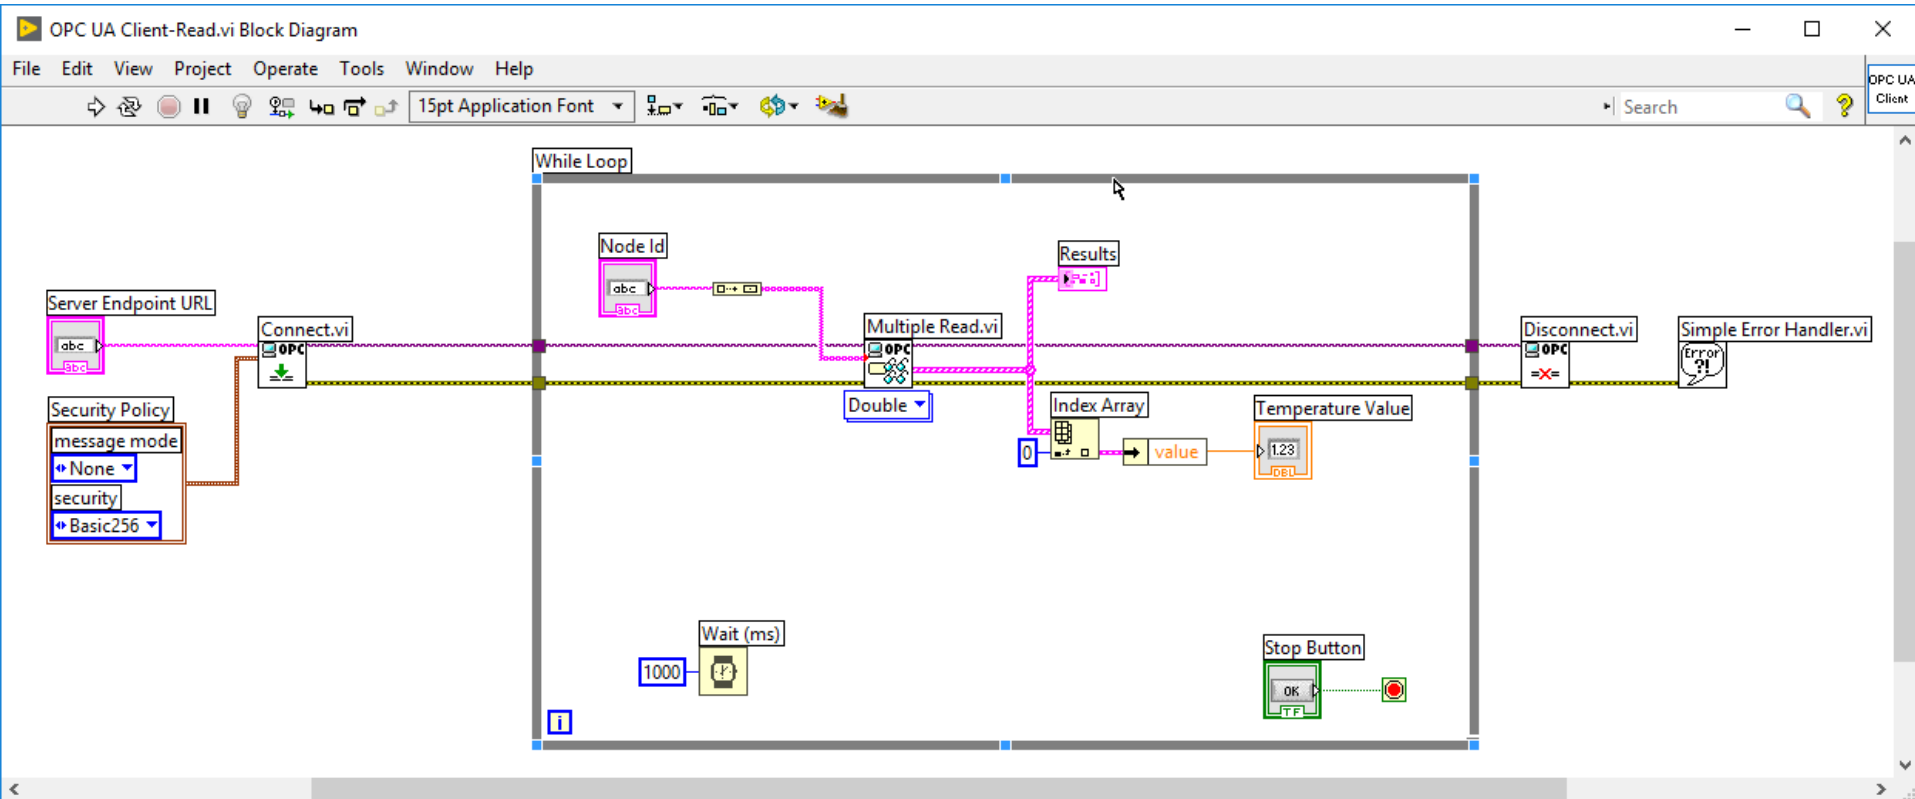 OPC UA Client-Read.vi Block Diagram
File Edit View Project Operate Tools Window Help
OPC UA
Client
15pt Application Font
Search
While Loop
Node Id
abc
abc
Results
Server Endpoint URL
abc
abc
Connect.vi
OPC
Multiple Read.vi
OPC
Double
Disconnect.vi
OPC
Simple Error Handler.vi
Error
?!
Security Policy
message mode
None
security
Basic256
Index Array
0
value
Temperature Value
1.23
DBL
Wait (ms)
1000
Stop Button
OK
TF
i